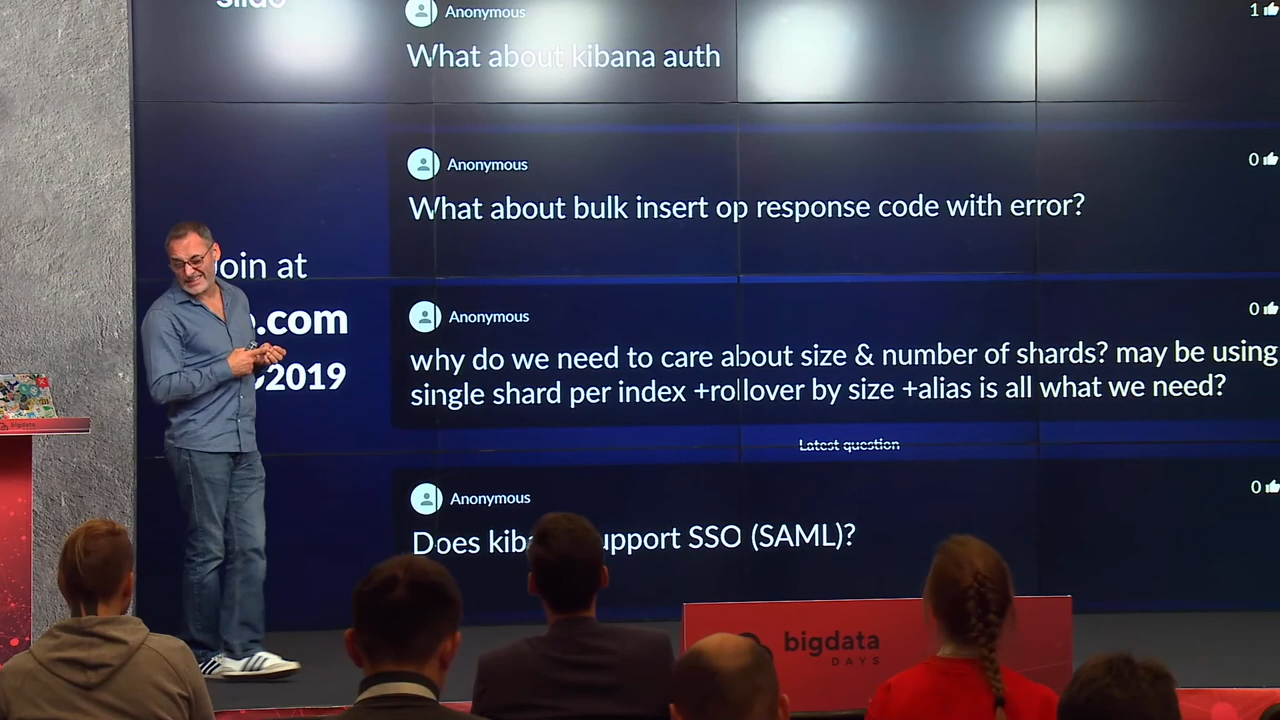 slido
Anonymous
1
What about kibana auth
Anonymous
0
What about bulk insert op response code with error?
oin at
.com
2019
Anonymous
0
why do we need to care about size & number of shards? may be using
single shard per index +rollover by size +alias is all what we need?
Latest question
Anonymous
0
Does kiba upport SSO (SAML)?
bigdata
bigdata
DAYS